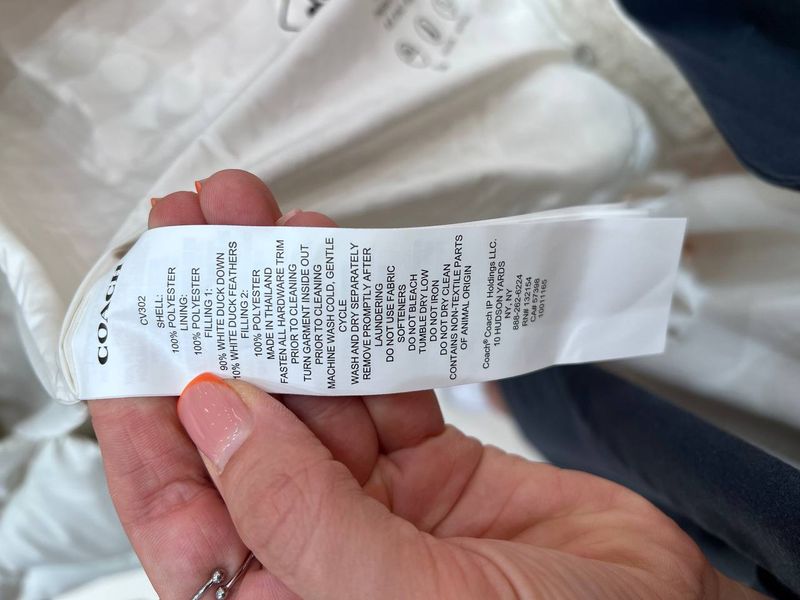 COACH
CV302
SHELL:
100% POLYESTER
LINING:
100% POLYESTER
FILLING 1:
90% WHITE DUCK DOWN
10% WHITE DUCK FEATHERS
FILLING 2:
100% POLYESTER
MADE IN THAILAND
FASTEN ALL HARDWARE TRIM
PRIOR TO CLEANING
TURN GARMENT INSIDE OUT
PRIOR TO CLEANING
MACHINE WASH COLD, GENTLE
CYCLE
WASH AND DRY SEPARATELY
REMOVE PROMPTLY AFTER
LAUNDERING
DO NOT USE FABRIC
SOFTENERS
DO NOT BLEACH
TUMBLE DRY LOW
DO NOT IRON
DO NOT DRY CLEAN
CONTAINS NON-TEXTILE PARTS
OF ANIMAL ORIGIN
Coach® Coach IP Holdings LLC.
10 HUDSON YARDS
NY, NY
888-262-6224
RN# 132154
CA# 57398
10011165